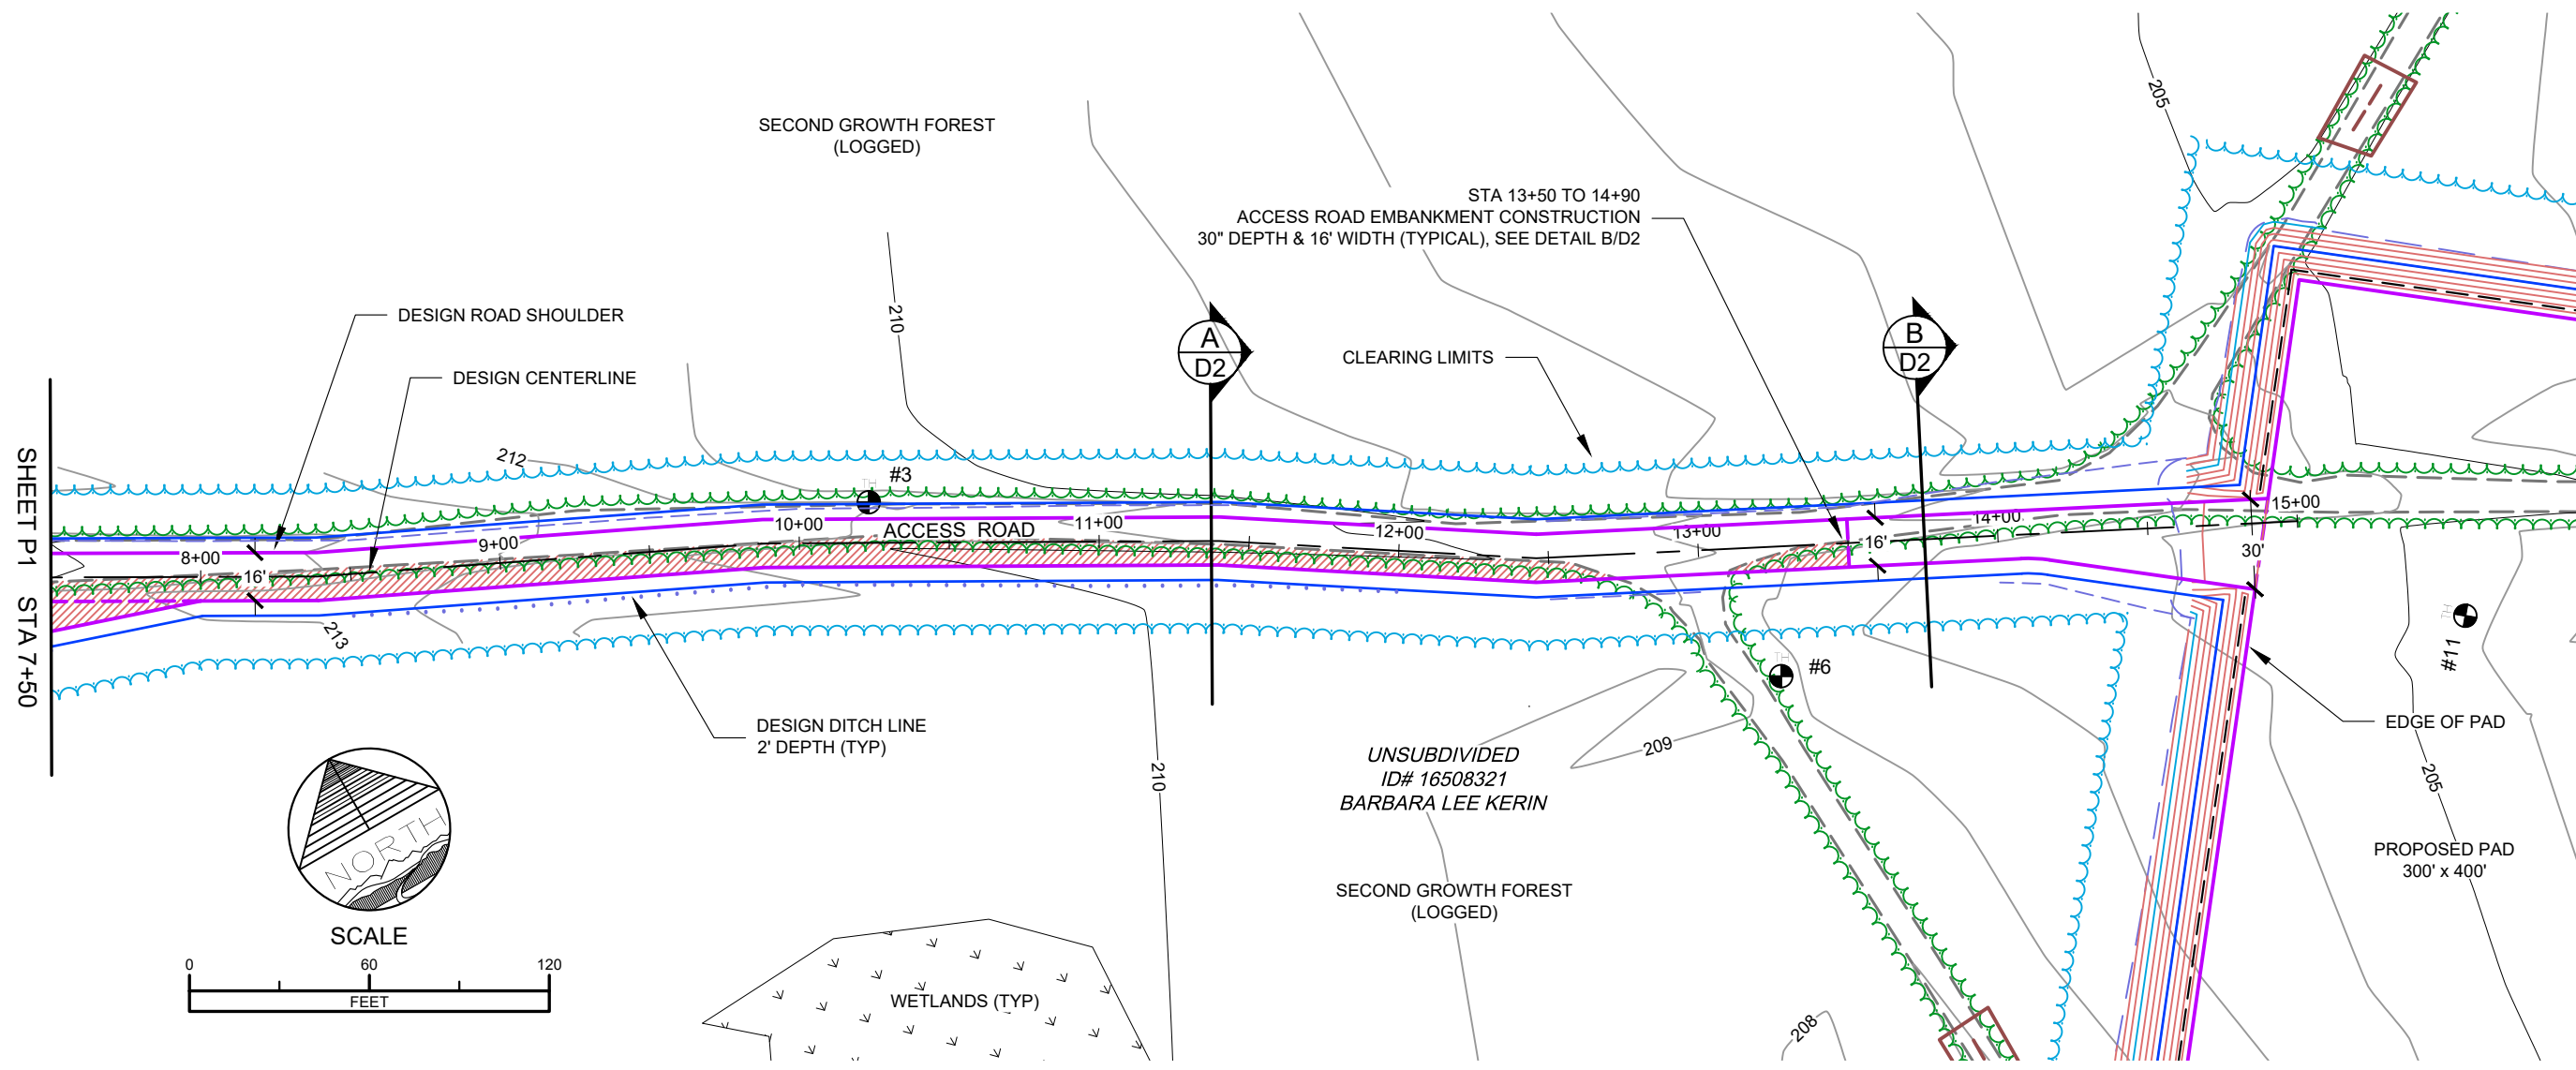 SECOND GROWTH FOREST
(LOGGED)
205
STA 13+50 TO 14+90
ACCESS ROAD EMBANKMENT CONSTRUCTION
30" DEPTH & 16' WIDTH (TYPICAL), SEE DETAIL B/D2
DESIGN ROAD SHOULDER
210
A
D2
B
D2
CLEARING LIMITS
DESIGN CENTERLINE
SHEET P1 STA 7+50
212
#3
TH
8+00
9+00
10+00
11+00
12+00
13+00
14+00
15+00
ACCESS ROAD
16'
16'
30'
213
TH
#6
TH
#11
DESIGN DITCH LINE
2' DEPTH (TYP)
210
UNSUBDIVIDED
ID# 16508321
BARBARA LEE KERIN
209
EDGE OF PAD
205
PROPOSED PAD
300' x 400'
NORTH
SECOND GROWTH FOREST
(LOGGED)
SCALE
0 60 120
FEET
WETLANDS (TYP)
208